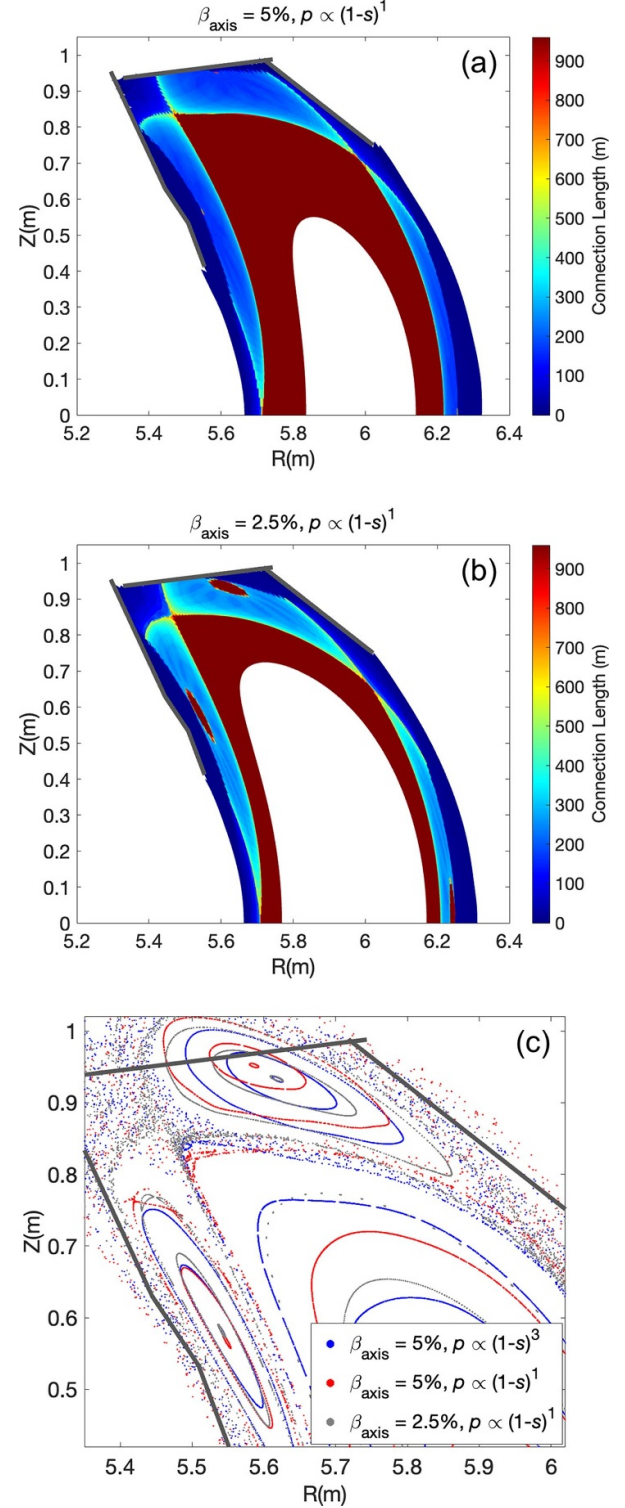 β_axis = 5%, p ∝ (1-s)^1
(a)
1
0.9
0.8
0.7
0.6
0.5
0.4
0.3
0.2
0.1
0
Z(m)
5.2 5.4 5.6 5.8 6 6.2 6.4
R(m)
900
800
700
600
500
400
300
200
100
0
Connection Length (m)
β_axis = 2.5%, p ∝ (1-s)^1
(b)
1
0.9
0.8
0.7
0.6
0.5
0.4
0.3
0.2
0.1
0
Z(m)
5.2 5.4 5.6 5.8 6 6.2 6.4
R(m)
900
800
700
600
500
400
300
200
100
0
Connection Length (m)
(c)
1
0.9
0.8
0.7
0.6
0.5
Z(m)
β_axis = 5%, p ∝ (1-s)^3
β_axis = 5%, p ∝ (1-s)^1
β_axis = 2.5%, p ∝ (1-s)^1
5.4 5.5 5.6 5.7 5.8 5.9 6
R(m)